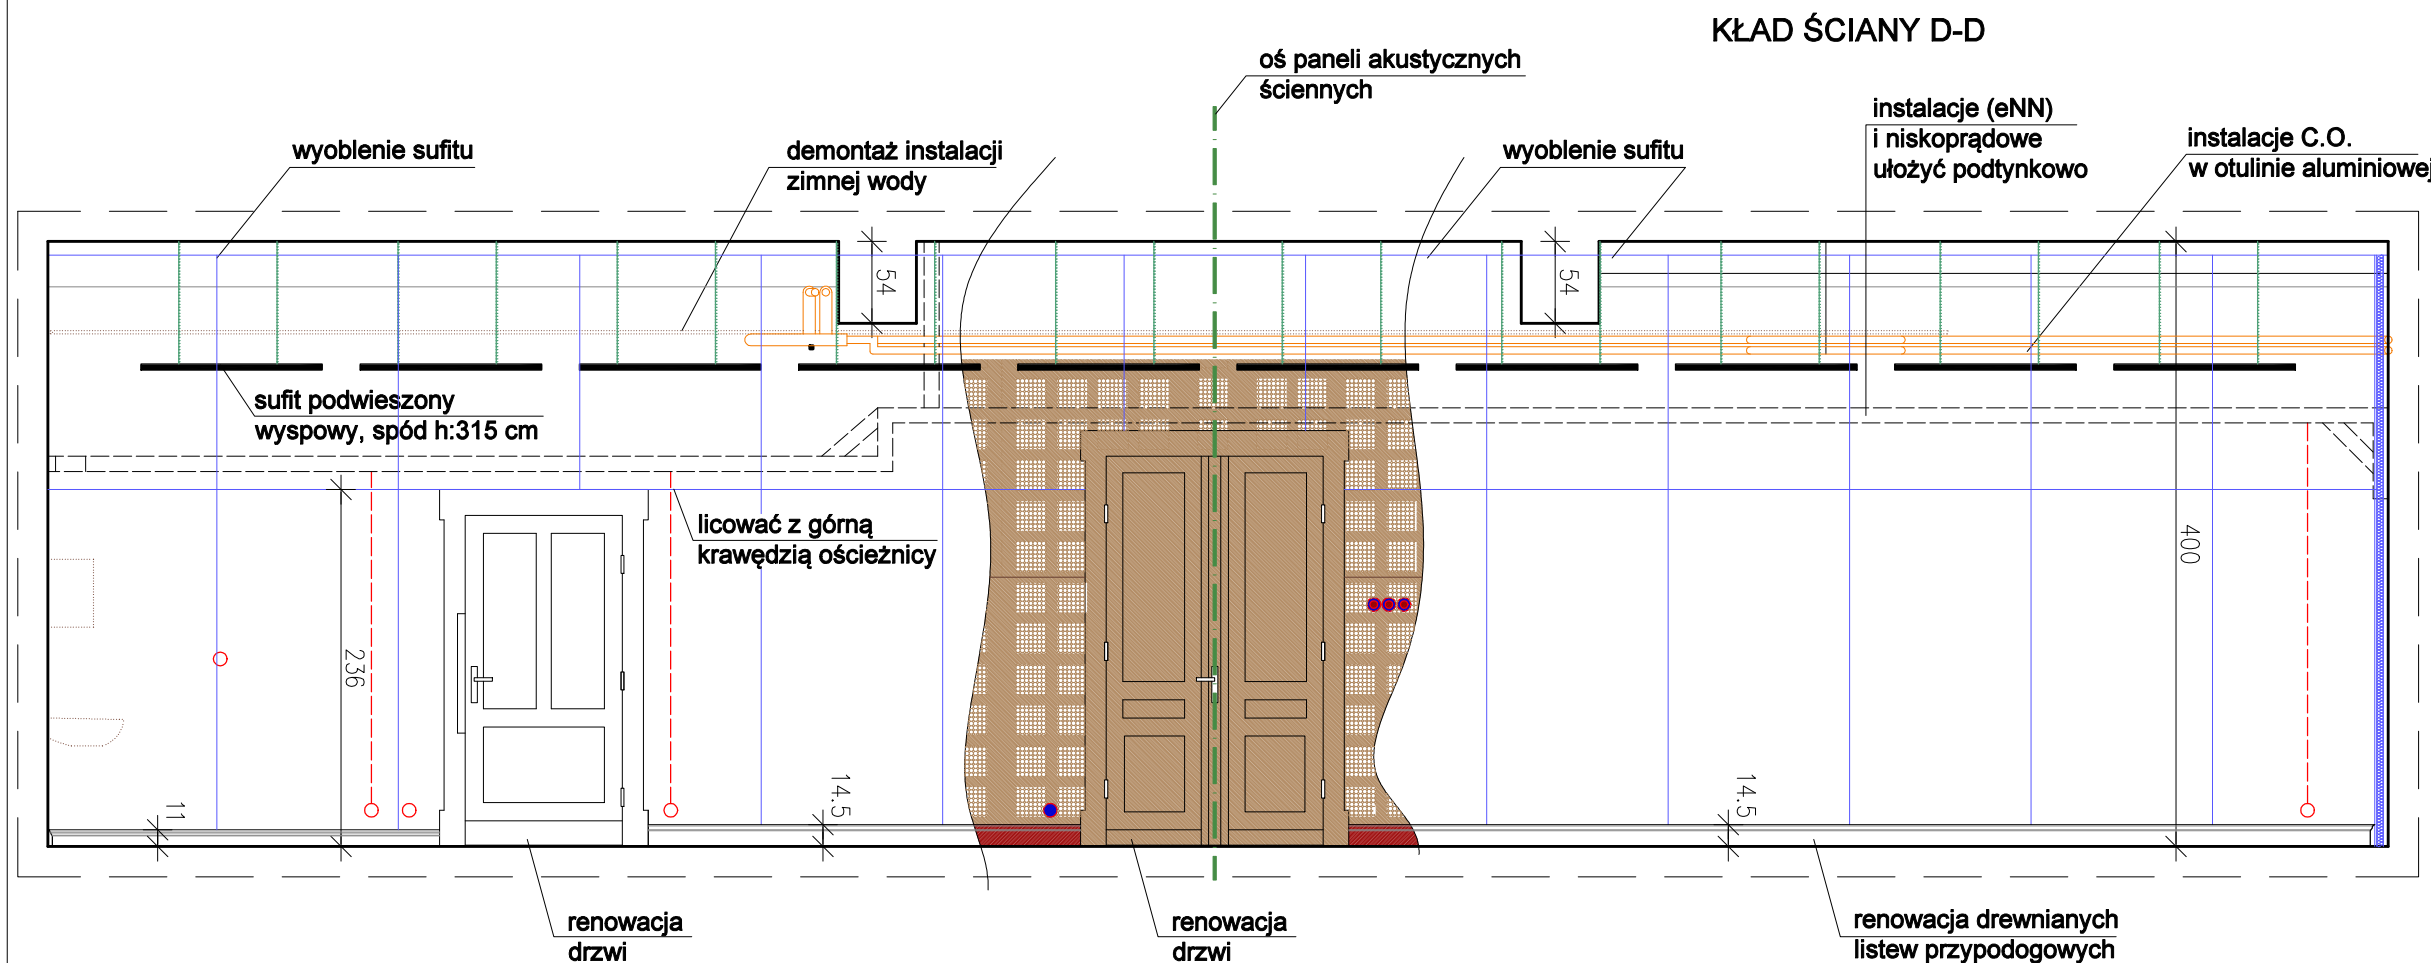 KŁAD ŚCIANY D-D
oś paneli akustycznych
ściennych
instalacje (eNN)
i niskoprądowe
ułożyć podtynkowo
instalacje C.O.
w otulinie aluminiowej
wyoblenie sufitu
demontaż instalacji
zimnej wody
wyoblenie sufitu
54
54
sufit podwieszony
wyspowy, spód h:315 cm
licować z górną
krawędzią ościeżnicy
400
236
11
14.5
14.5
renowacja
drzwi
renowacja
drzwi
renowacja drewnianych
listew przypodogowych